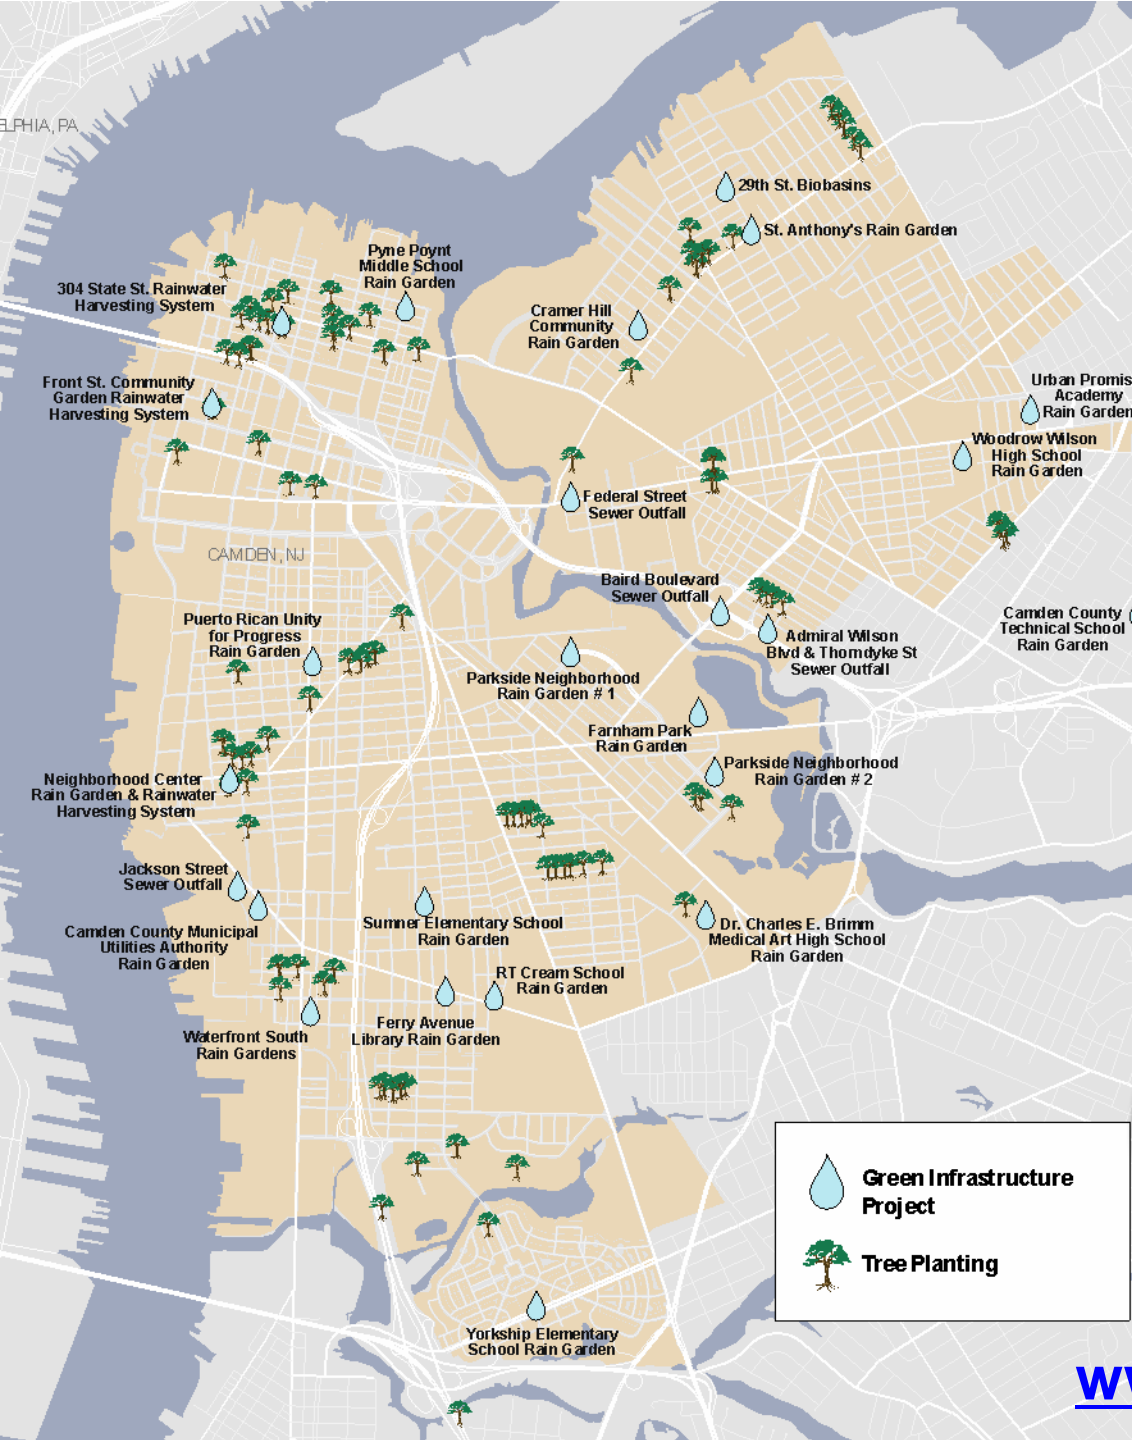 ELPHIA, PA
29th St. Biobasins
St. Anthony's Rain Garden
Pyne Poynt
Middle School
Rain Garden
304 State St. Rainwater
Harvesting System
Cramer Hill
Community
Rain Garden
Front St. Community
Garden Rainwater
Harvesting System
Urban Promis
Academy
Rain Garden
Woodrow Wilson
High School
Rain Garden
Federal Street
Sewer Outfall
CAMDEN, NJ
Baird Boulevard
Sewer Outfall
Camden County
Technical School
Rain Garden
Puerto Rican Unity
for Progress
Rain Garden
Admiral Wilson
Blvd & Thorndyke St
Sewer Outfall
Parkside Neighborhood
Rain Garden # 1
Farnham Park
Rain Garden
Parkside Neighborhood
Rain Garden # 2
Neighborhood Center
Rain Garden & Rainwater
Harvesting System
Jackson Street
Sewer Outfall
Camden County Municipal
Utilities Authority
Rain Garden
Sumner Elementary School
Rain Garden
Dr. Charles E. Brimm
Medical Art High School
Rain Garden
RT Cream School
Rain Garden
Ferry Avenue
Library Rain Garden
Waterfront South
Rain Gardens
Green Infrastructure
Project
Tree Planting
Yorkship Elementary
School Rain Garden